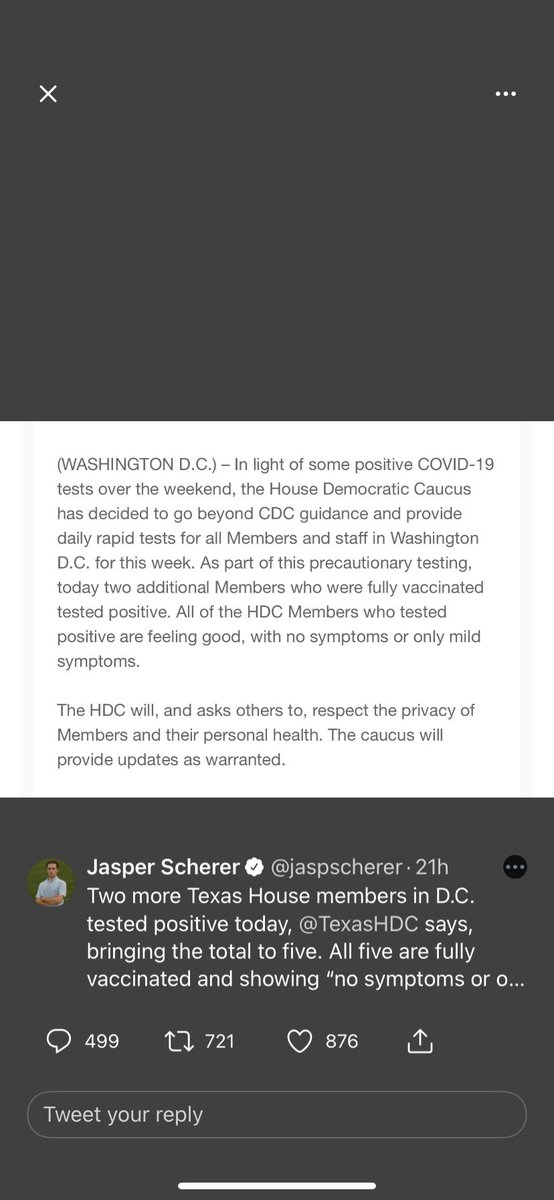 (WASHINGTON D.C.) – In light of some positive COVID-19
tests over the weekend, the House Democratic Caucus
has decided to go beyond CDC guidance and provide
daily rapid tests for all Members and staff in Washington
D.C. for this week. As part of this precautionary testing,
today two additional Members who were fully vaccinated
tested positive. All of the HDC Members who tested
positive are feeling good, with no symptoms or only mild
symptoms.
The HDC will, and asks others to, respect the privacy of
Members and their personal health. The caucus will
provide updates as warranted.
Jasper Scherer @jaspscherer · 21h
Two more Texas House members in D.C.
tested positive today, @TexasHDC says,
bringing the total to five. All five are fully
vaccinated and showing “no symptoms or o...
499 721 876
Tweet your reply